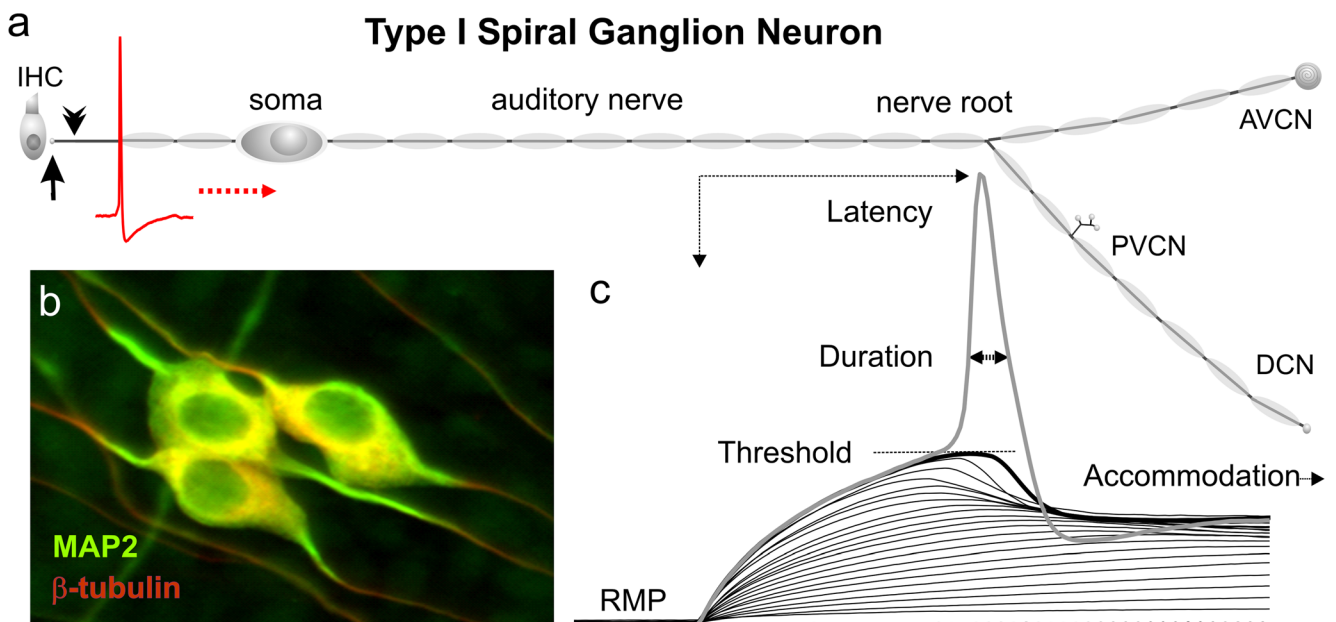 a
Type I Spiral Ganglion Neuron
IHC
soma
auditory nerve
nerve root
AVCN
Latency
PVCN
b
c
Duration
DCN
Threshold
Accommodation
MAP2
β-tubulin
RMP